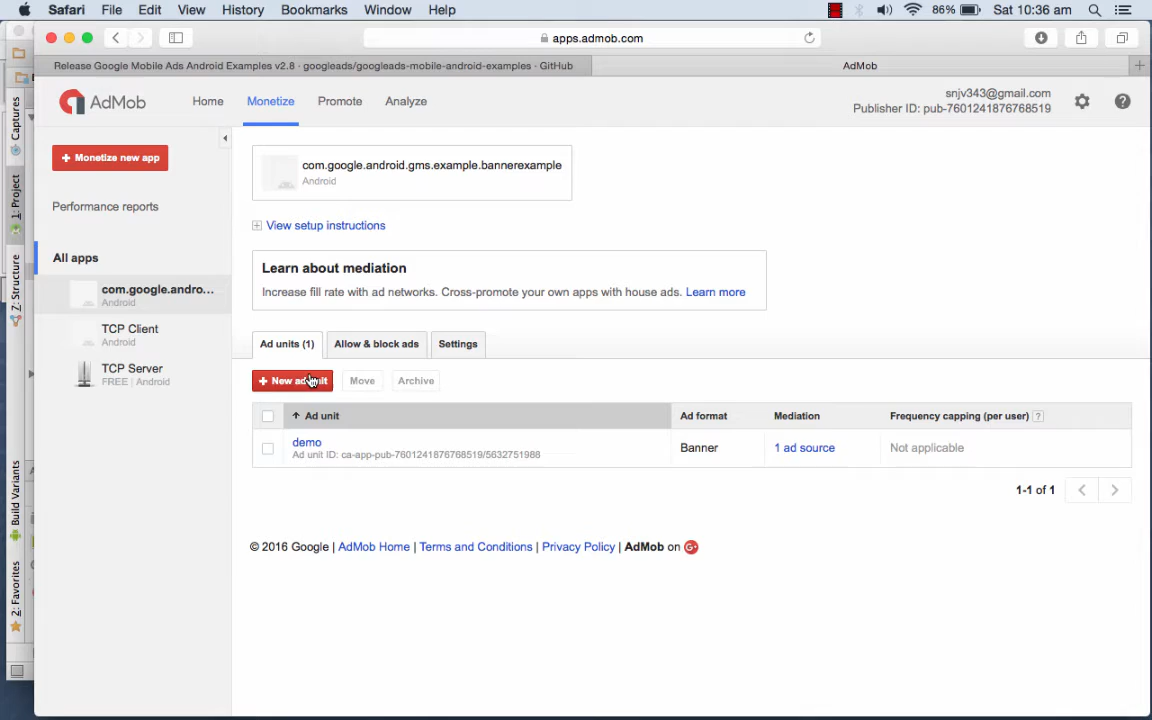 Safari File Edit View History Bookmarks Window Help 86% Sat 10:36 am
apps.admob.com
Release Google Mobile Ads Android Examples v2.8 · googleads/googleads-mobile-android-examples · GitHub
AdMob
AdMob
Home Monetize Promote Analyze
snjv343@gmail.com
Publisher ID: pub-7601241876768519
Captures
1: Project
7: Structure
Build Variants
2: Favorites
+ Monetize new app
Performance reports
All apps
com.google.andro...
Android
TCP Client
Android
TCP Server
FREE | Android
com.google.android.gms.example.bannerexample
Android
View setup instructions
Learn about mediation
Increase fill rate with ad networks. Cross-promote your own apps with house ads. Learn more
Ad units (1) Allow & block ads Settings
+ New ad unit Move Archive
Ad unit Ad format Mediation Frequency capping (per user) ?
demo
Ad unit ID: ca-app-pub-7601241876768519/5632751988
Banner 1 ad source Not applicable
1-1 of 1
© 2016 Google | AdMob Home | Terms and Conditions | Privacy Policy | AdMob on G+